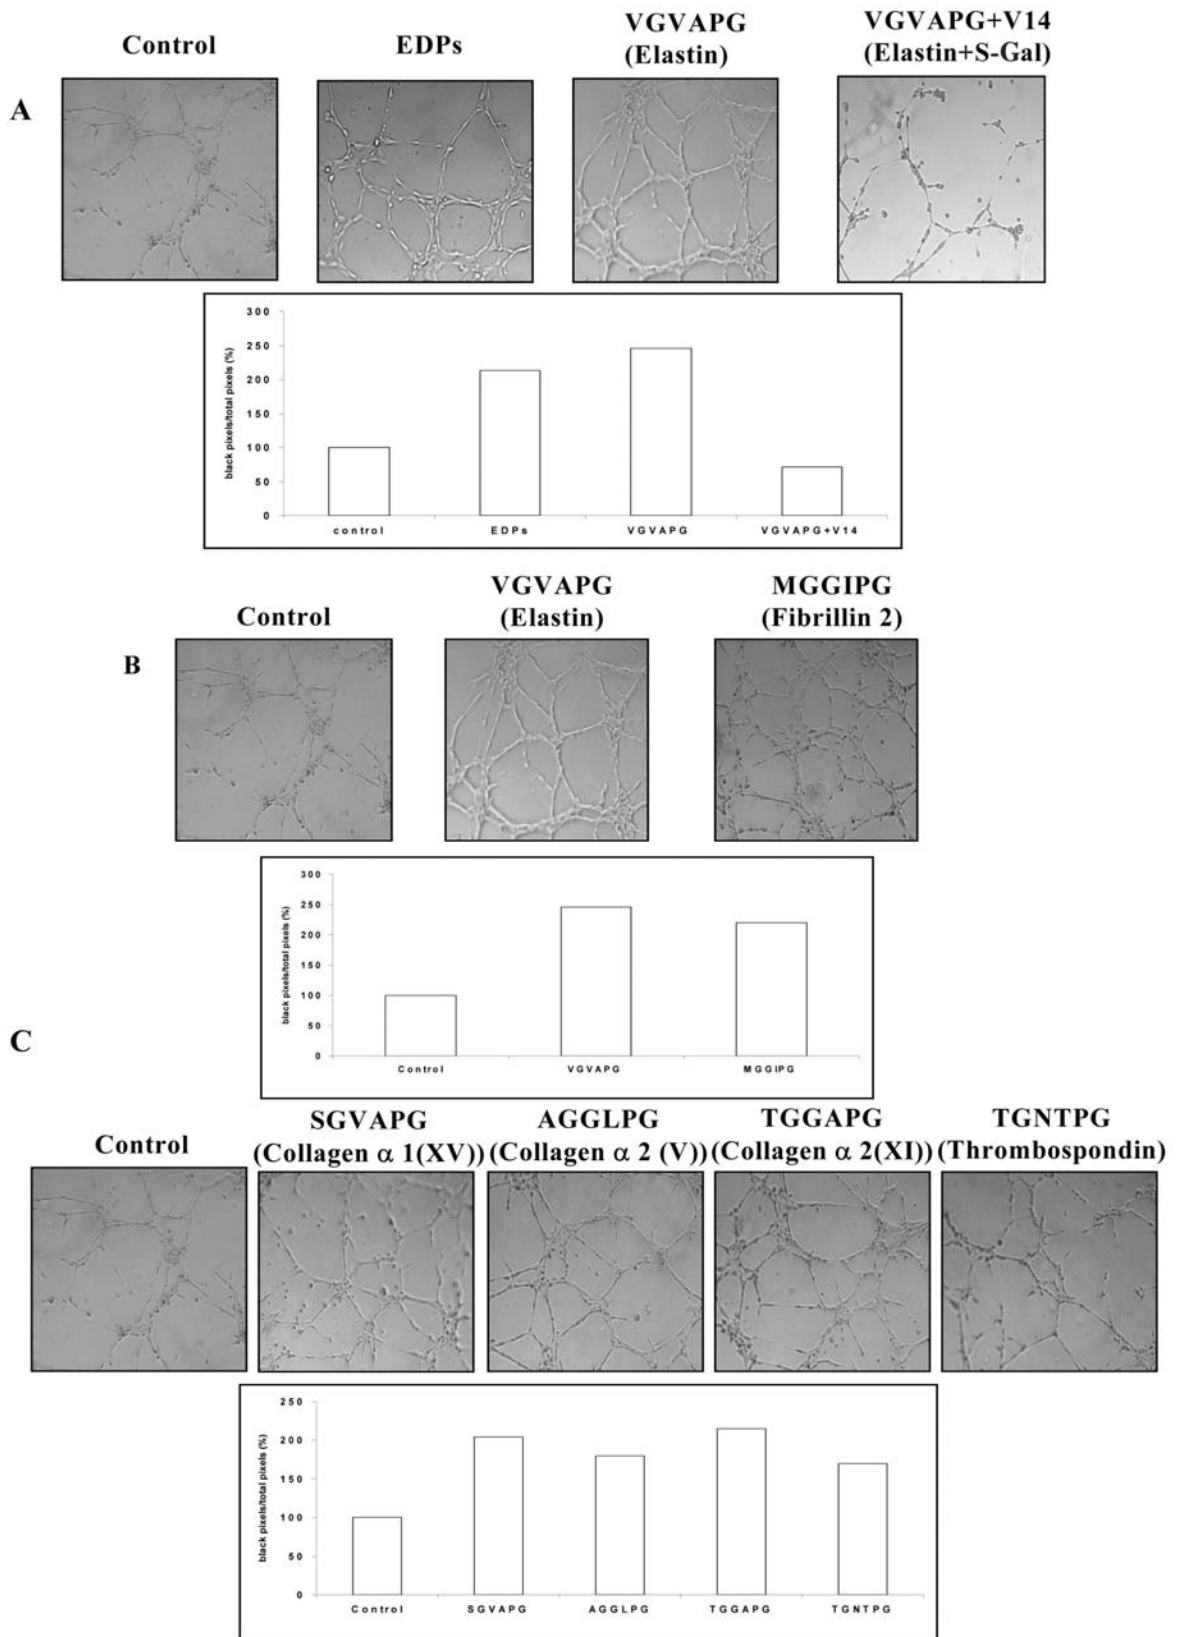 Control
EDPs
VGVAPG
(Elastin)
VGVAPG+V14
(Elastin+S-Gal)
A
black pixels/total pixels (%)
300
250
200
150
100
50
0
control
EDPs
VGVAPG
VGVAPG+V14
Control
VGVAPG
(Elastin)
MGGIPG
(Fibrillin 2)
B
black pixels/total pixels (%)
300
250
200
150
100
50
0
Control
VGVAPG
MGGIPG
C
Control
SGVAPG
(Collagen α 1(XV))
AGGLPG
(Collagen α 2 (V))
TGGAPG
(Collagen α 2(XI))
TGNTPG
(Thrombospondin)
black pixels/total pixels (%)
250
200
150
100
50
0
Control
SGVAPG
AGGLPG
TGGAPG
TGNTPG